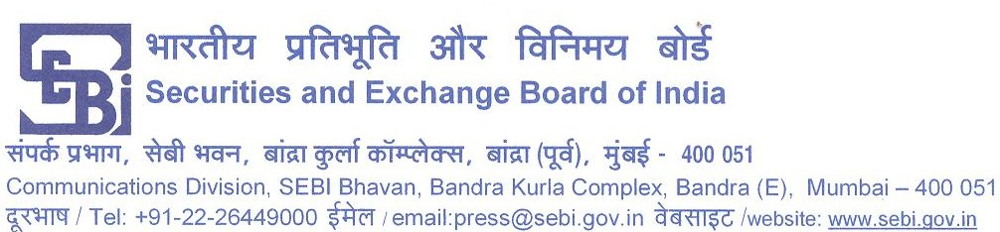 SEBI
भारतीय प्रतिभूति और विनिमय बोर्ड
Securities and Exchange Board of India
संपर्क प्रभाग, सेबी भवन, बांद्रा कुर्ला कॉम्प्लेक्स, बांद्रा (पूर्व), मुंबई - 400 051
Communications Division, SEBI Bhavan, Bandra Kurla Complex, Bandra (E), Mumbai – 400 051
दूरभाष / Tel: +91-22-26449000 ईमेल / email:press@sebi.gov.in वेबसाइट /website: www.sebi.gov.in